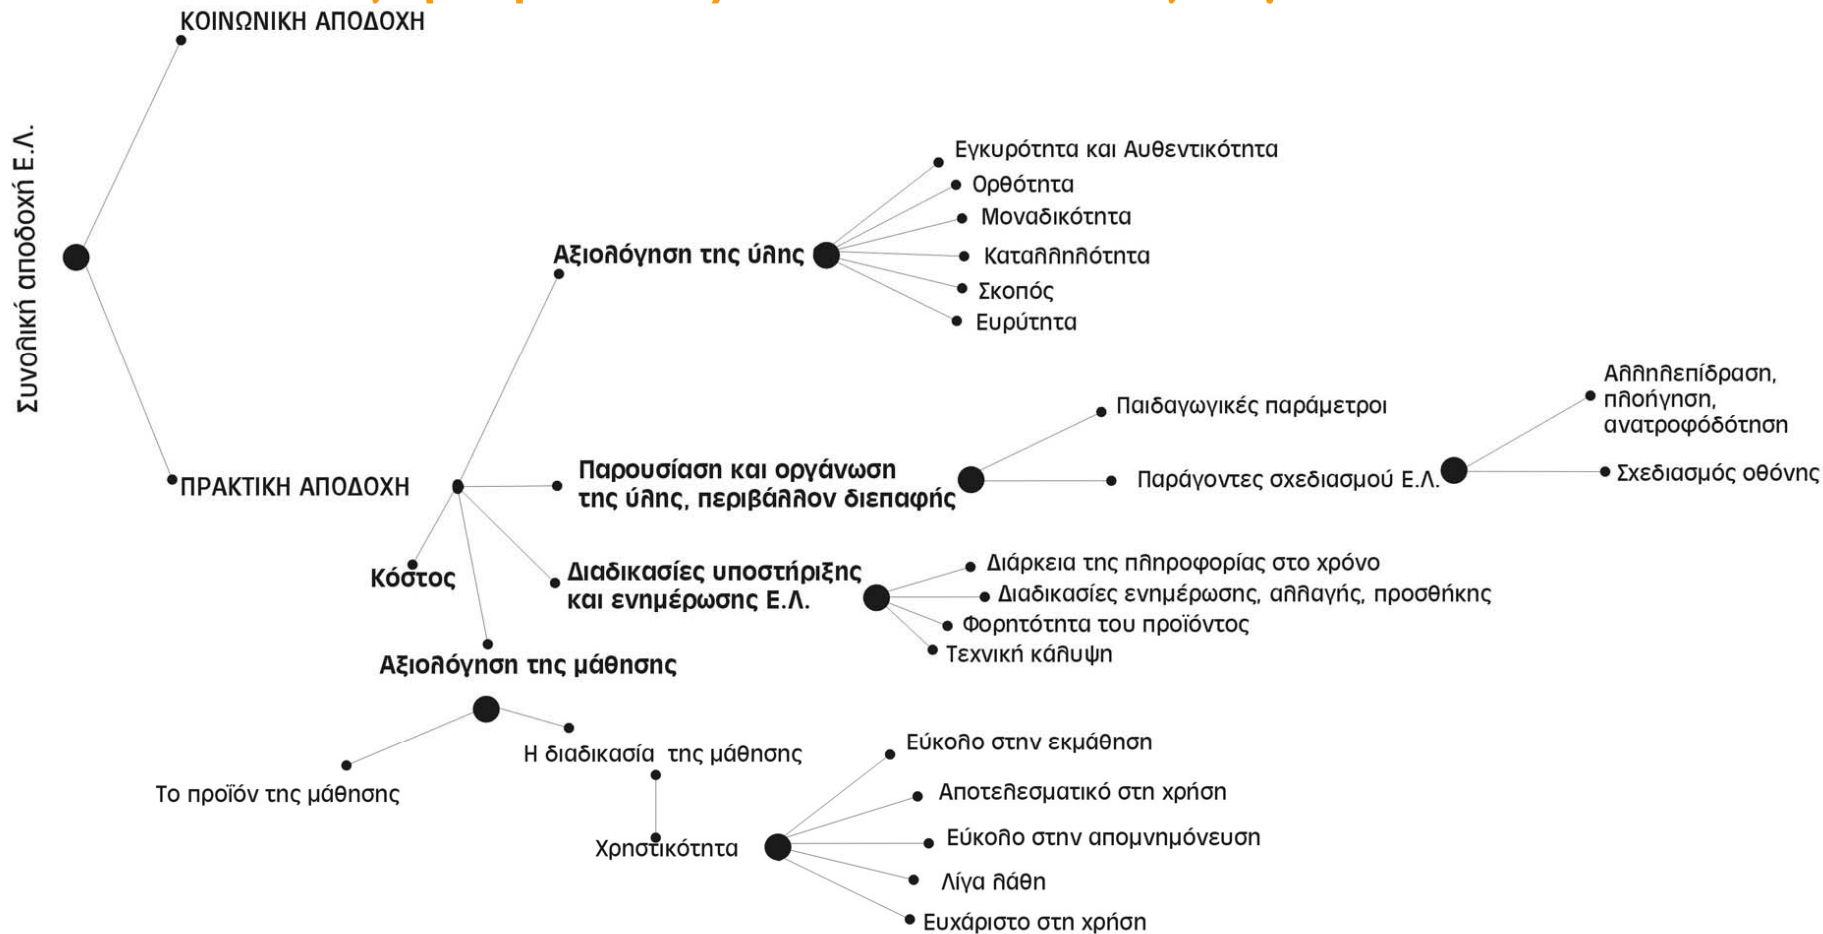 ΚΟΙΝΩΝΙΚΗ ΑΠΟΔΟΧΗ
Συνολική αποδοχή Ε.Λ.
Αξιολόγηση της ύλης
Εγκυρότητα και Αυθεντικότητα
Ορθότητα
Μοναδικότητα
Καταλληλότητα
Σκοπός
Ευρύτητα
ΠΡΑΚΤΙΚΗ ΑΠΟΔΟΧΗ
Παρουσίαση και οργάνωση
της ύλης, περιβάλλον διεπαφής
Παιδαγωγικές παράμετροι
Παράγοντες σχεδιασμού Ε.Λ.
Αλληλεπίδραση,
πλοήγηση,
ανατροφόδότηση
Σχεδιασμός οθόνης
Κόστος
Διαδικασίες υποστήριξης
και ενημέρωσης Ε.Λ.
Διάρκεια της πληροφορίας στο χρόνο
Διαδικασίες ενημέρωσης, αλλαγής, προσθήκης
Φορητότητα του προϊόντος
Τεχνική κάλυψη
Αξιολόγηση της μάθησης
Το προϊόν της μάθησης
Η διαδικασία της μάθησης
Χρηστικότητα
Εύκολο στην εκμάθηση
Αποτελεσματικό στη χρήση
Εύκολο στην απομνημόνευση
Λίγα λάθη
Ευχάριστο στη χρήση